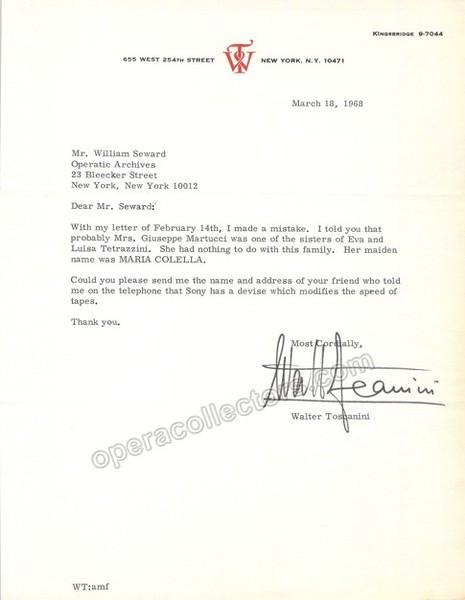 KINGSBRIDGE 9-7044
655 WEST 254TH STREET TW NEW YORK, N.Y. 10471
March 18, 1968
Mr. William Seward
Operatic Archives
23 Bleecker Street
New York, New York 10012
Dear Mr. Seward:
With my letter of February 14th, I made a mistake. I told you that
probably Mrs. Giuseppe Martucci was one of the sisters of Eva and
Luisa Tetrazzini. She had nothing to do with this family. Her maiden
name was MARIA COLELLA.
Could you please send me the name and address of your friend who told
me on the telephone that Sony has a devise which modifies the speed of
tapes.
Thank you.
Most Cordially,
Walter Toscanini
operacollectors.com
WT:amf